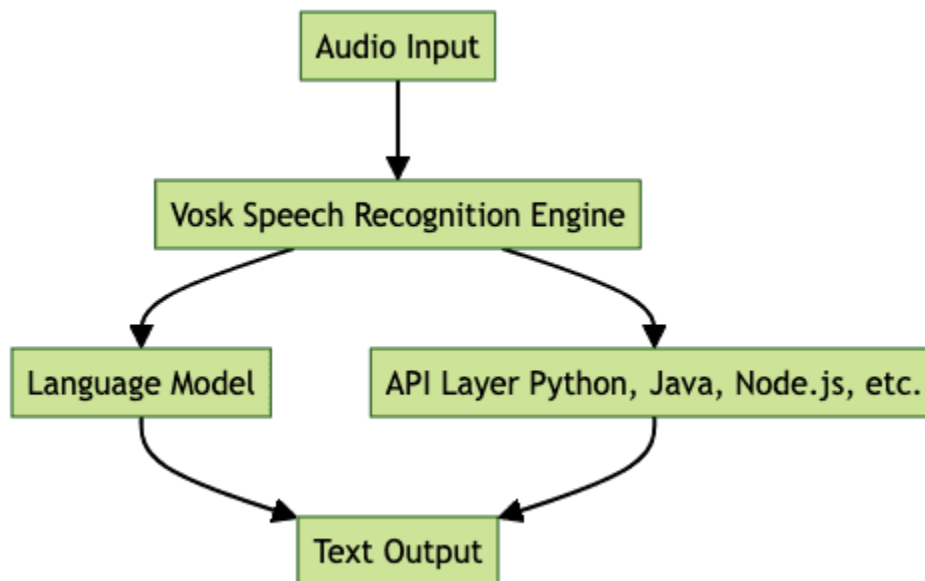 Audio Input
Vosk Speech Recognition Engine
Language Model
API Layer Python, Java, Node.js, etc.
Text Output